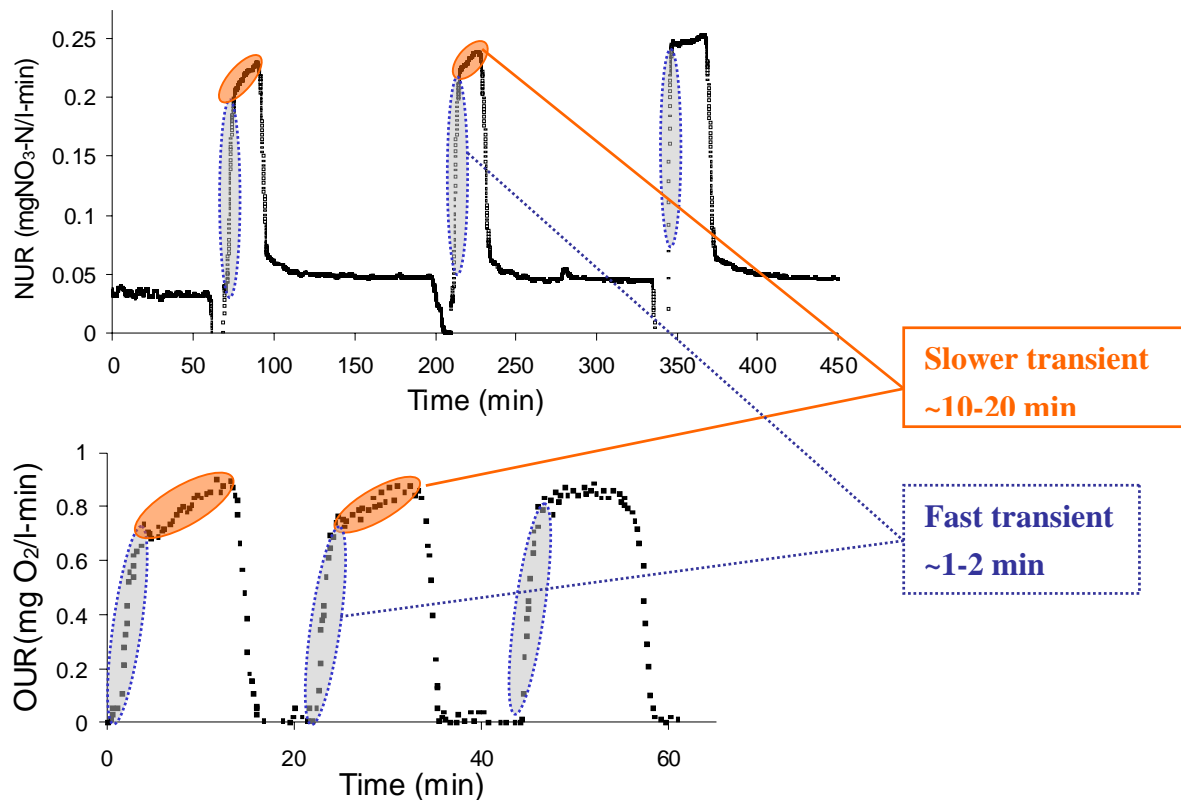 0.25
0.2
0.15
0.1
0.05
0
NUR (mgNO3-N/l-min)
0 50 100 150 200 250 300 350 400 450
Time (min)
Slower transient
~10-20 min
Fast transient
~1-2 min
1
0.8
0.6
0.4
0.2
0
OUR(mg O2/l-min)
0 20 40 60
Time (min)